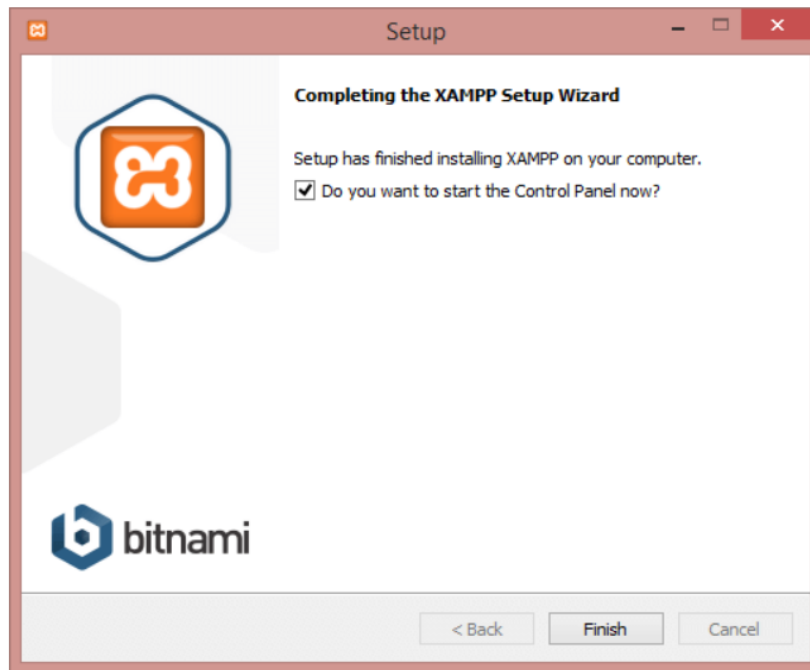 Setup
Completing the XAMPP Setup Wizard
Setup has finished installing XAMPP on your computer.
Do you want to start the Control Panel now?
bitnami
< Back
Finish
Cancel